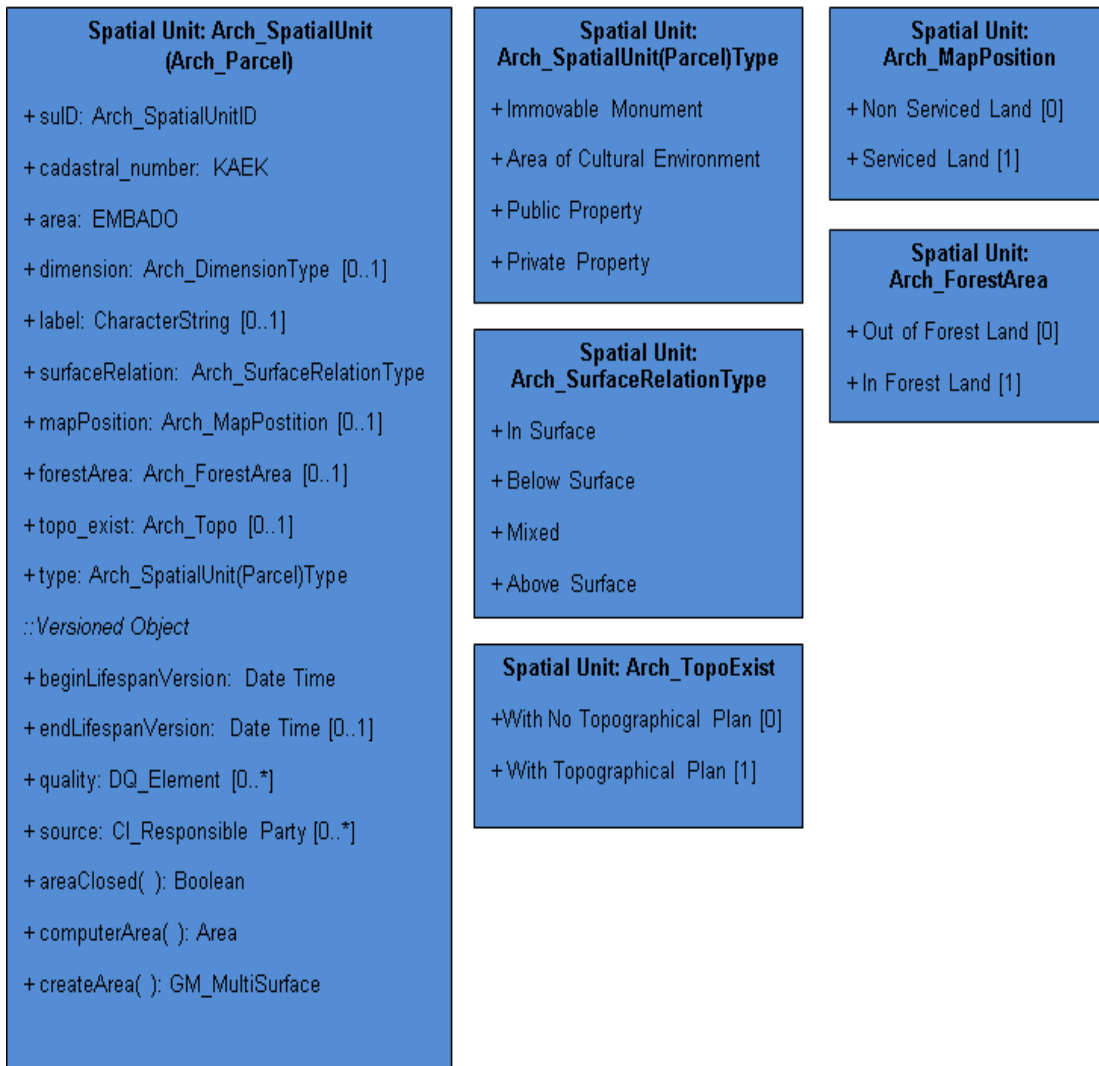 Spatial Unit: Arch_SpatialUnit
(Arch_Parcel)
+ suID: Arch_SpatialUnitID
+ cadastral_number: KAEK
+ area: EMBADO
+ dimension: Arch_DimensionType [0..1]
+ label: CharacterString [0..1]
+ surfaceRelation: Arch_SurfaceRelationType
+ mapPosition: Arch_MapPostition [0..1]
+ forestArea: Arch_ForestArea [0..1]
+ topo_exist: Arch_Topo [0..1]
+ type: Arch_SpatialUnit(Parcel)Type
::Versioned Object
+ beginLifespanVersion: Date Time
+ endLifespanVersion: Date Time [0..1]
+ quality: DQ_Element [0..*]
+ source: CI_Responsible Party [0..*]
+ areaClosed( ): Boolean
+ computerArea( ): Area
+ createArea( ): GM_MultiSurface
Spatial Unit:
Arch_SpatialUnit(Parcel)Type
+ Immovable Monument
+ Area of Cultural Environment
+ Public Property
+ Private Property
Spatial Unit:
Arch_SurfaceRelationType
+ In Surface
+ Below Surface
+ Mixed
+ Above Surface
Spatial Unit: Arch_TopoExist
+With No Topographical Plan [0]
+ With Topographical Plan [1]
Spatial Unit:
Arch_MapPosition
+ Non Serviced Land [0]
+ Serviced Land [1]
Spatial Unit:
Arch_ForestArea
+ Out of Forest Land [0]
+ In Forest Land [1]